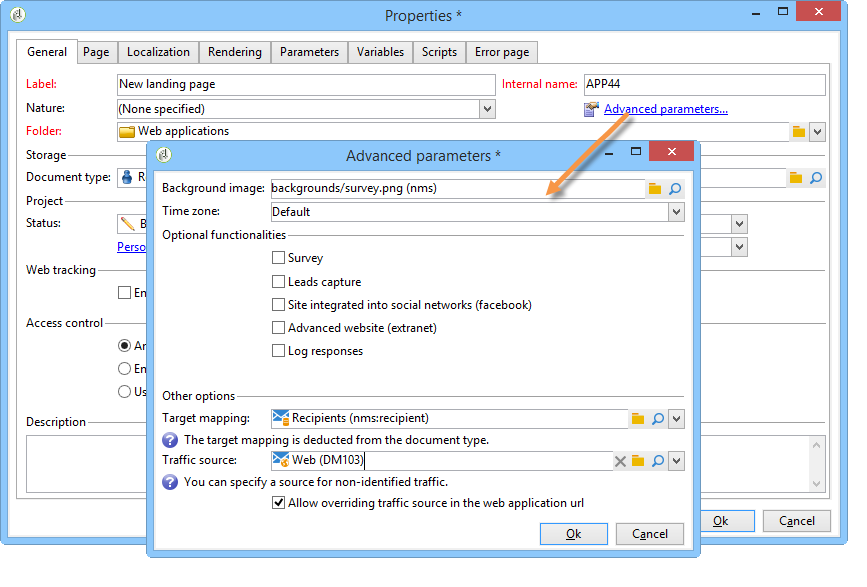 Properties *
General Page Localization Rendering Parameters Variables Scripts Error page
Label: New landing page Internal name: APP44
Nature: (None specified) Advanced parameters...
Folder: Web applications
Storage
Document type: R
Project
Status: B
Perso
Web tracking
En
Access control
An
En
Us
Description
Ok Cancel
Advanced parameters *
Background image: backgrounds/survey.png (nms)
Time zone: Default
Optional functionalities
Survey
Leads capture
Site integrated into social networks (facebook)
Advanced website (extranet)
Log responses
Other options
Target mapping: Recipients (nms:recipient)
The target mapping is deducted from the document type.
Traffic source: Web (DM103)
You can specify a source for non-identified traffic.
Allow overriding traffic source in the web application url
Ok Cancel